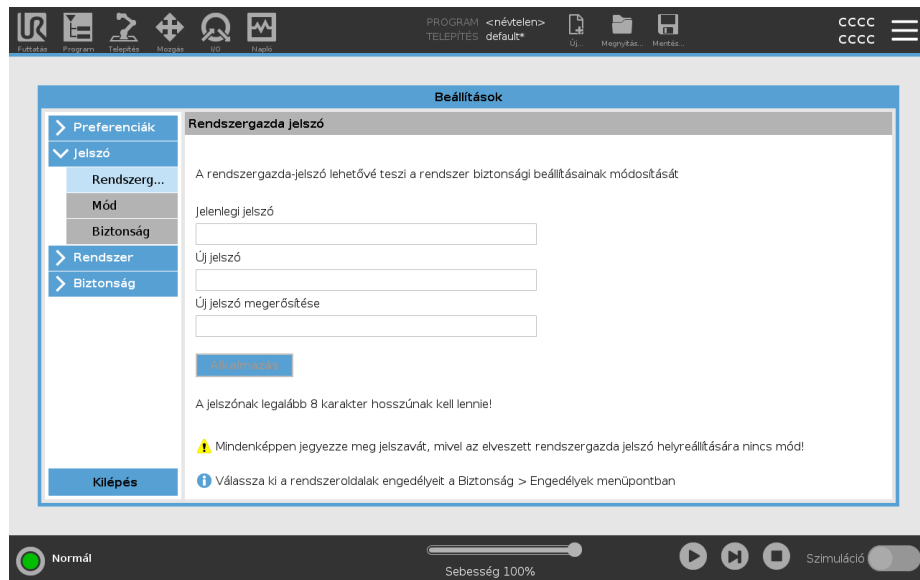 PROGRAM <névtelen>
TELEPÍTÉS default*
Futtatás Program Telepítés Mozgás I/O Napló Új... Megnyitás... Mentés...
cccc
cccc
Beállítások
Preferenciák
Jelszó
Rendszerg...
Mód
Biztonság
Rendszer
Biztonság
Kilépés
Rendszergazda jelszó
A rendszergazda-jelszó lehetővé teszi a rendszer biztonsági beállításainak módosítását
Jelenlegi jelszó
Új jelszó
Új jelszó megerősítése
Alkalmazás
A jelszónak legalább 8 karakter hosszúnak kell lennie!
Mindenképpen jegyezze meg jelszavát, mivel az elveszett rendszergazda jelszó helyreállítására nincs mód!
Válassza ki a rendszeroldalak engedélyeit a Biztonság > Engedélyek menüpontban
Normál
Sebesség 100%
Szimuláció